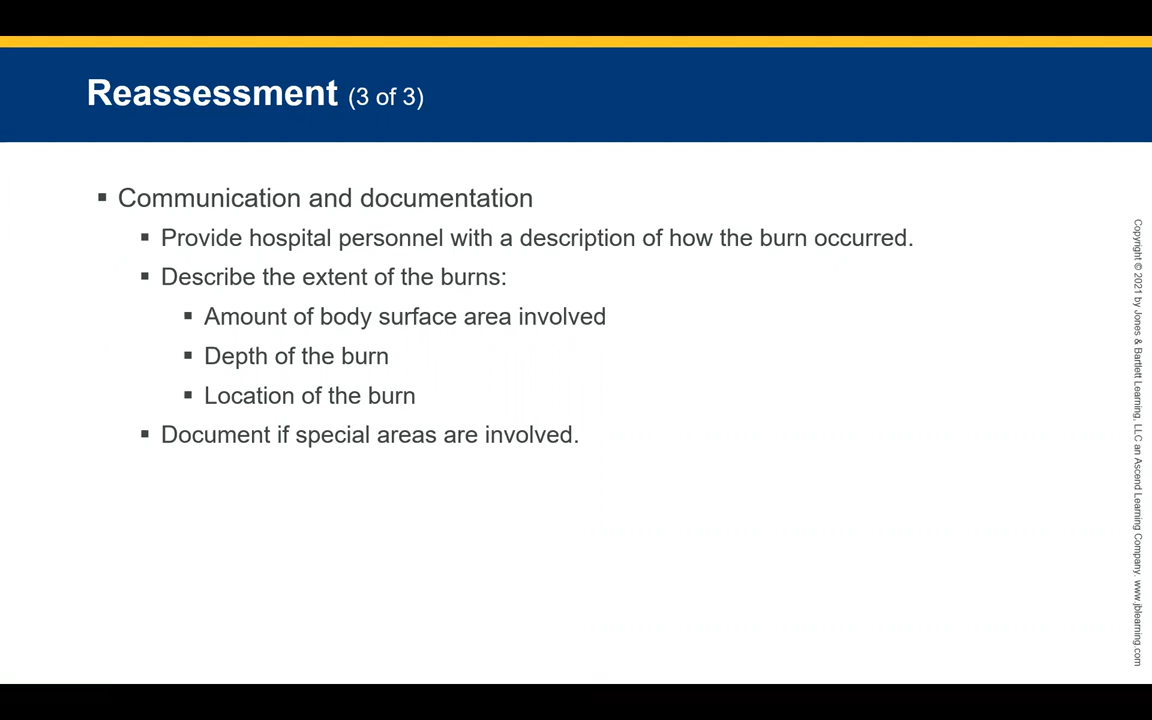 Reassessment (3 of 3)
▪ Communication and documentation
▪ Provide hospital personnel with a description of how the burn occurred.
▪ Describe the extent of the burns:
▪ Amount of body surface area involved
▪ Depth of the burn
▪ Location of the burn
▪ Document if special areas are involved.
Copyright © 2021 by Jones & Bartlett Learning, LLC an Ascend Learning Company. www.jblearning.com